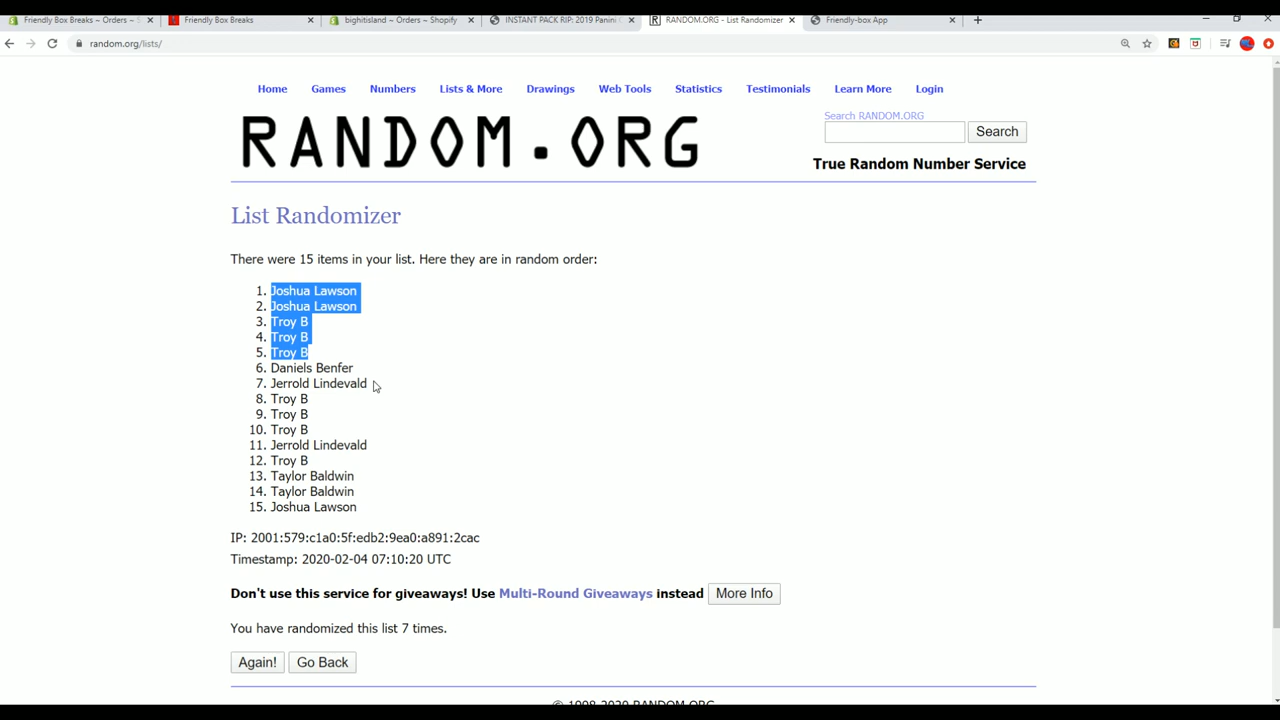 Friendly Box Breaks ~ Orders ~ S
Friendly Box Breaks
bighitisland ~ Orders ~ Shopify
INSTANT PACK RIP: 2019 Panini
RANDOM.ORG - List Randomizer
Friendly-box App
random.org/lists/
Home Games Numbers Lists & More Drawings Web Tools Statistics Testimonials Learn More Login
Search RANDOM.ORG
RANDOM.ORG
Search
True Random Number Service
List Randomizer
There were 15 items in your list. Here they are in random order:
1. Joshua Lawson
2. Joshua Lawson
3. Troy B
4. Troy B
5. Troy B
6. Daniels Benfer
7. Jerrold Lindevald
8. Troy B
9. Troy B
10. Troy B
11. Jerrold Lindevald
12. Troy B
13. Taylor Baldwin
14. Taylor Baldwin
15. Joshua Lawson
IP: 2001:579:c1a0:5f:edb2:9ea0:a891:2cac
Timestamp: 2020-02-04 07:10:20 UTC
Don't use this service for giveaways! Use Multi-Round Giveaways instead More Info
You have randomized this list 7 times.
Again! Go Back
© 1998-2020 RANDOM.ORG